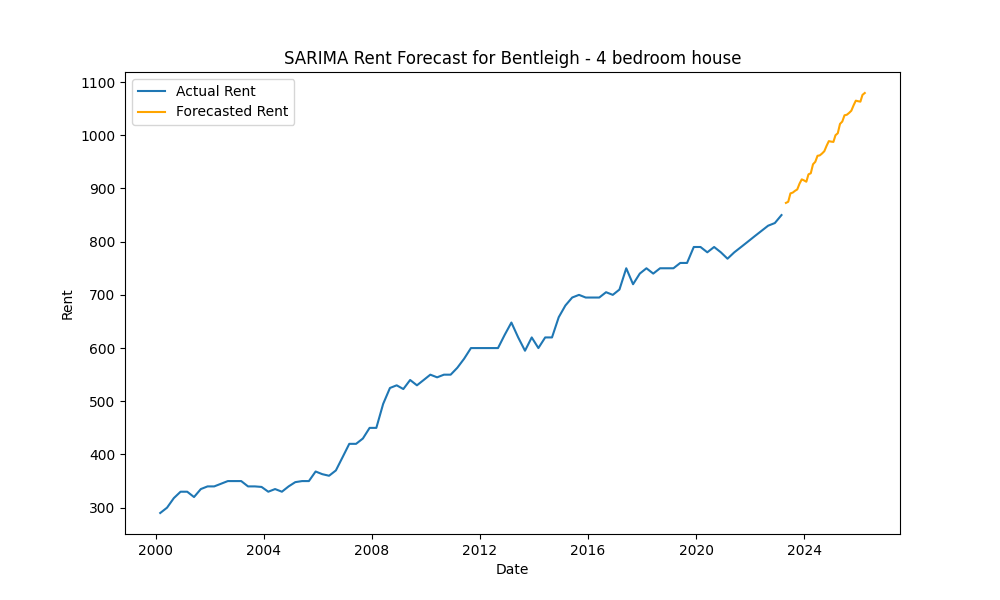 SARIMA Rent Forecast for Bentleigh - 4 bedroom house
Actual Rent
Forecasted Rent
1100
1000
900
800
700
600
500
400
300
Rent
2000 2004 2008 2012 2016 2020 2024
Date